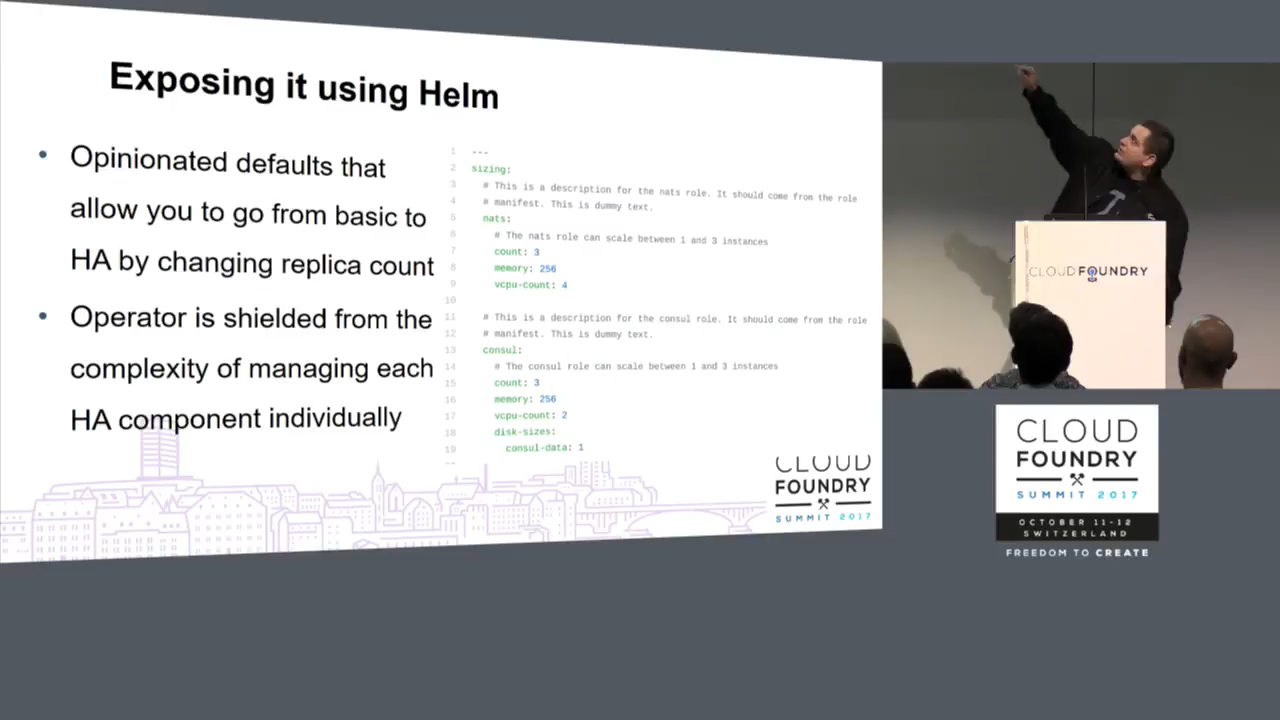 Exposing it using Helm
• Opinionated defaults that
allow you to go from basic to
HA by changing replica count
• Operator is shielded from the
complexity of managing each
HA component individually
1 ---
2 sizing:
3 # This is a description for the nats role. It should come from the role
4 # manifest. This is dummy text.
5 nats:
6 # The nats role can scale between 1 and 3 instances
7 count: 3
8 memory: 256
9 vcpu-count: 4
10
11 # This is a description for the consul role. It should come from the role
12 # manifest. This is dummy text.
13 consul:
14 # The consul role can scale between 1 and 3 instances
15 count: 3
16 memory: 256
17 vcpu-count: 2
18 disk-sizes:
19 consul-data: 1
CLOUD
FOUNDRY
SUMMIT 2017
CLOUD FOUNDRY
CLOUD
FOUNDRY
SUMMIT 2017
OCTOBER 11-12
SWITZERLAND
FREEDOM TO CREATE